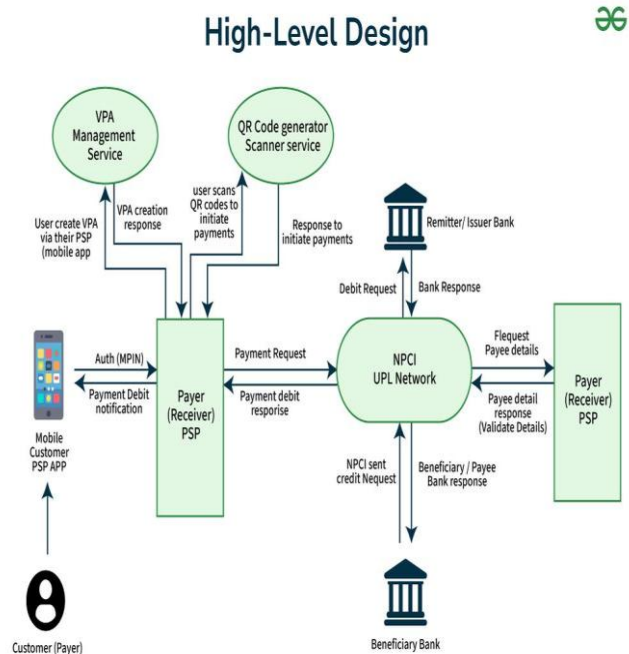 High-Level Design
VPA
Management
Service
QR Code generator
Scanner service
User create VPA
via their PSP
(mobile app
VPA creation
response
user scans
QR codes to
initiate
payments
Response to
initiate payments
Remitter/ Issuer Bank
Debit Request
Bank Response
Auth (MPIN)
Payment Debit
notification
Mobile
Customer
PSP APP
Payer
(Receiver)
PSP
Payment Request
Payment debit
resporise
NPCI
UPL Network
Flequest
Payee details
Payee detail
response
(Validate Details)
Payer
(Receiver)
PSP
NPCI sent
credit Nequest
Beneficiary / Payee
Bank response
Customer (Payer)
Beneficiary Bank